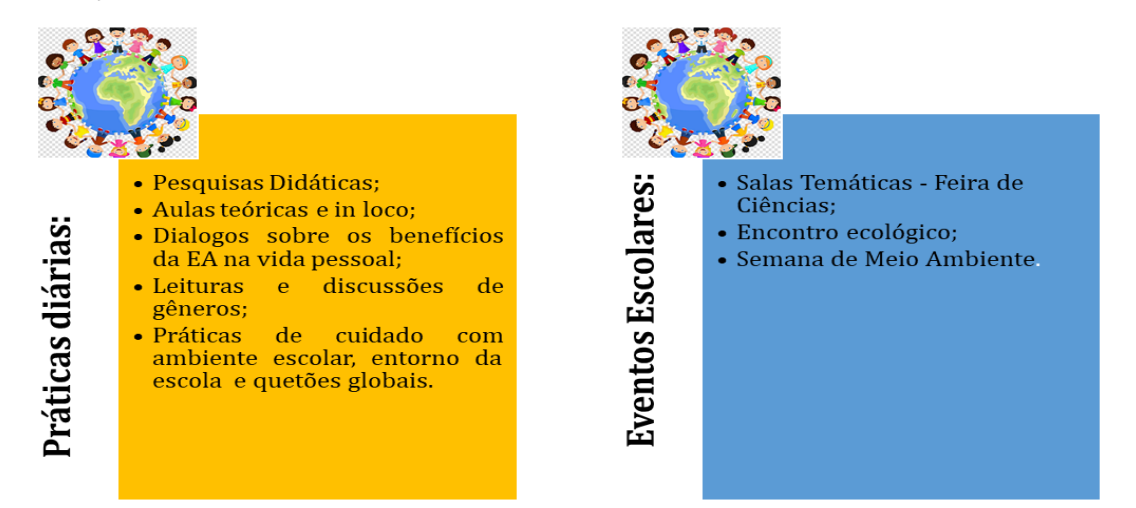 Práticas diárias:
• Pesquisas Didáticas;
• Aulas teóricas e in loco;
• Dialogos sobre os benefícios
da EA na vida pessoal;
• Leituras e discussões de
gêneros;
• Práticas de cuidado com
ambiente escolar, entorno da
escola e quetões globais.
Eventos Escolares:
• Salas Temáticas - Feira de
Ciências;
• Encontro ecológico;
• Semana de Meio Ambiente.